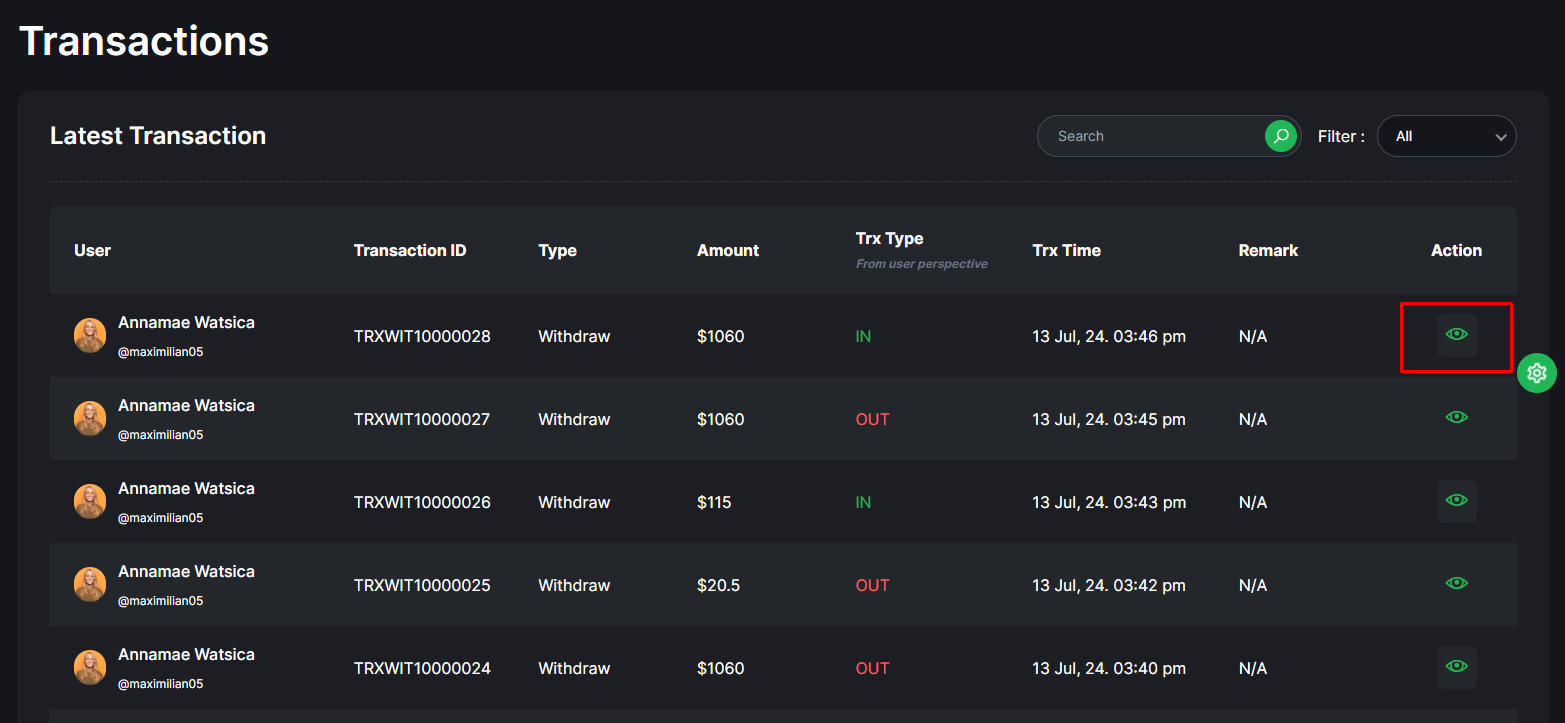 Transactions
Latest Transaction
Search
Filter :
All
User Transaction ID Type Amount Trx Type Trx Time Remark Action
From user perspective
Annamae Watsica
@maximilian05
TRXWIT10000028 Withdraw $1060 IN 13 Jul, 24. 03:46 pm N/A
Annamae Watsica
@maximilian05
TRXWIT10000027 Withdraw $1060 OUT 13 Jul, 24. 03:45 pm N/A
Annamae Watsica
@maximilian05
TRXWIT10000026 Withdraw $115 IN 13 Jul, 24. 03:43 pm N/A
Annamae Watsica
@maximilian05
TRXWIT10000025 Withdraw $20.5 OUT 13 Jul, 24. 03:42 pm N/A
Annamae Watsica
@maximilian05
TRXWIT10000024 Withdraw $1060 OUT 13 Jul, 24. 03:40 pm N/A